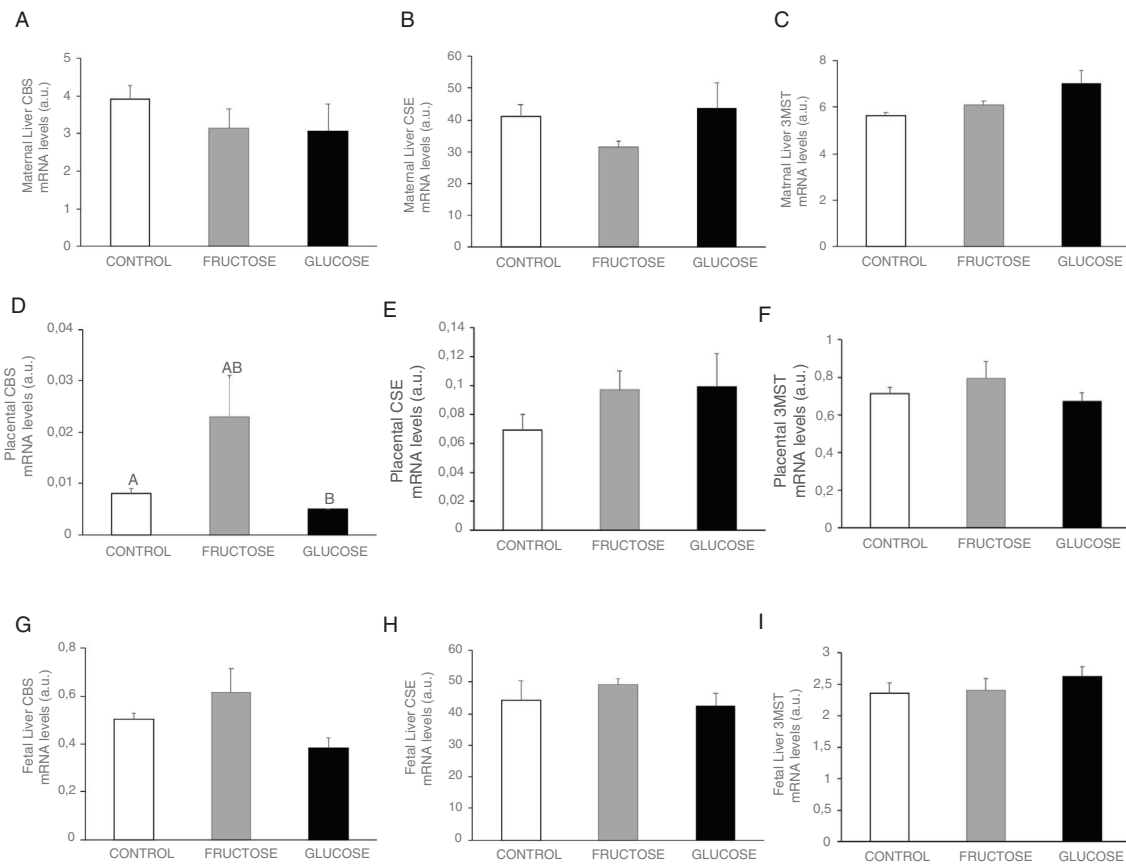 A
Maternal Liver CBS
mRNA levels (a.u.)
5
4
3
2
1
0
CONTROL
FRUCTOSE
GLUCOSE
B
Maternal Liver CSE
mRNA levels (a.u.)
60
50
40
30
20
10
0
CONTROL
FRUCTOSE
GLUCOSE
C
Matrnal Liver 3MST
mRNA levels (a.u.)
8
6
4
2
0
CONTROL
FRUCTOSE
GLUCOSE
D
Placental CBS
mRNA levels (a.u.)
0,04
0,03
0,02
0,01
0
A
AB
B
CONTROL
FRUCTOSE
GLUCOSE
E
Placental CSE
mRNA levels (a.u.)
0,14
0,12
0,1
0,08
0,06
0,04
0,02
0
CONTROL
FRUCTOSE
GLUCOSE
F
Placental 3MST
mRNA levels (a.u.)
1
0,8
0,6
0,4
0,2
0
CONTROL
FRUCTOSE
GLUCOSE
G
Fetal Liver CBS
mRNA levels (a.u.)
0,8
0,6
0,4
0,2
0
CONTROL
FRUCTOSE
GLUCOSE
H
Fetal Liver CSE
mRNA levels (a.u.)
60
50
40
30
20
10
0
CONTROL
FRUCTOSE
GLUCOSE
I
Fetal Liver 3MST
mRNA levels (a.u.)
3
2,5
2
1,5
1
0,5
0
CONTROL
FRUCTOSE
GLUCOSE